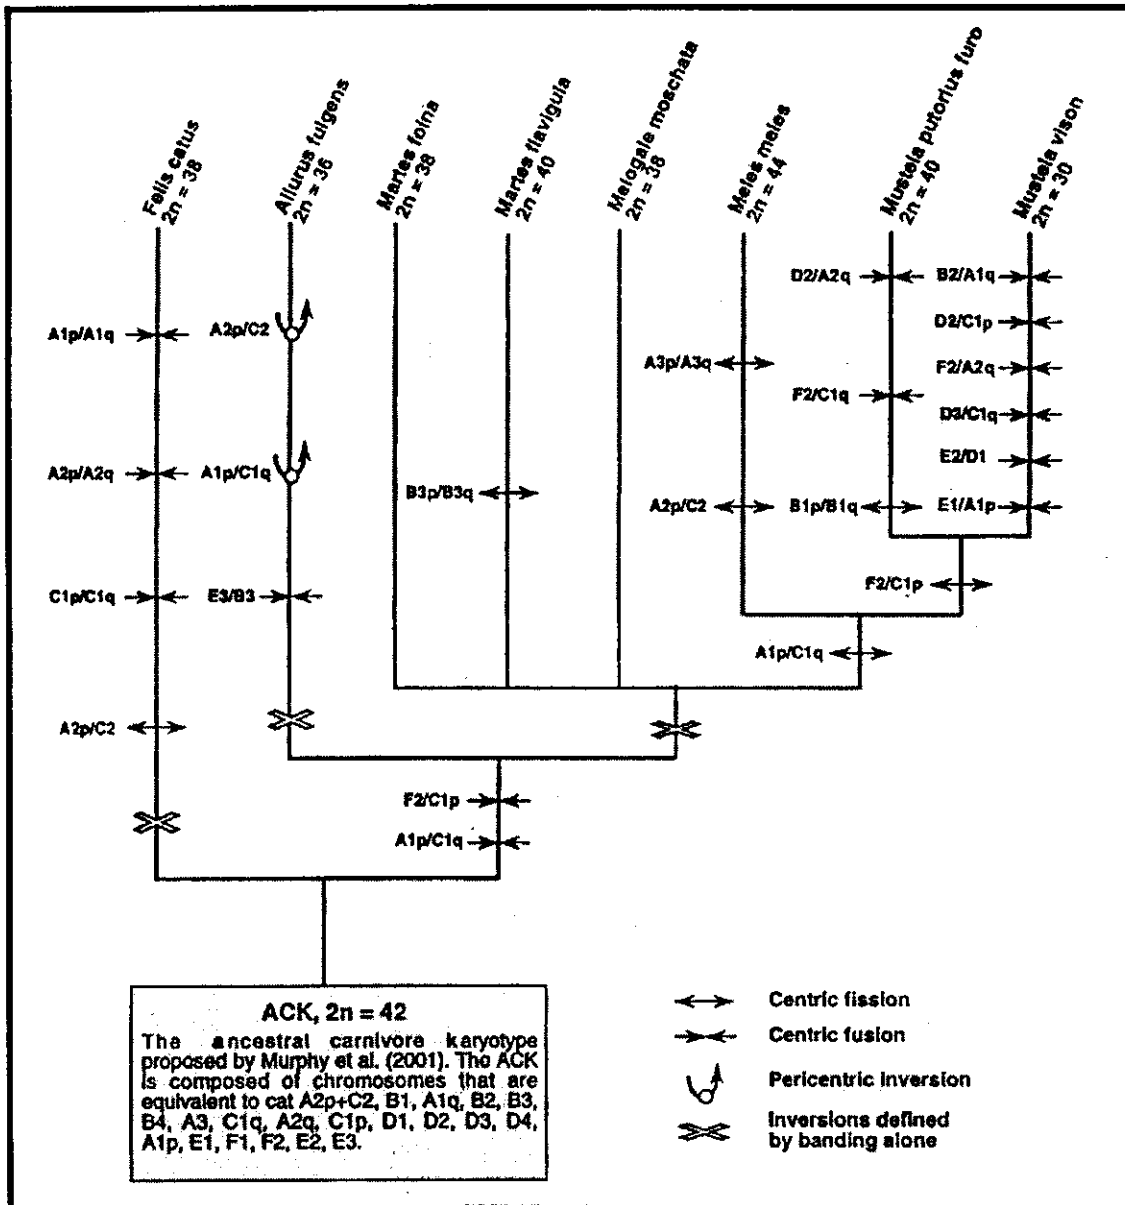 Felis catus
2n = 38
Ailurus fulgens
2n = 36
Martes foina
2n = 38
Martes flavigula
2n = 40
Melogale moschata
2n = 38
Meles meles
2n = 44
Mustela putorius furo
2n = 40
Mustela vison
2n = 30
A1p/A1q
A2p/A2q
C1p/C1q
A2p/C2
A2p/C2
A1p/C1q
E3/B3
B3p/B3q
A3p/A3q
A2p/C2
D2/A2q
F2/C1q
B1p/B1q
B2/A1q
D2/C1p
F2/A2q
D3/C1q
E2/D1
E1/A1p
F2/C1p
A1p/C1q
F2/C1p
A1p/C1q
ACK, 2n = 42
The ancestral carnivore karyotype
proposed by Murphy et al. (2001). The ACK
is composed of chromosomes that are
equivalent to cat A2p+C2, B1, A1q, B2, B3,
B4, A3, C1q, A2q, C1p, D1, D2, D3, D4,
A1p, E1, F1, F2, E2, E3.
Centric fission
Centric fusion
Pericentric Inversion
Inversions defined
by banding alone